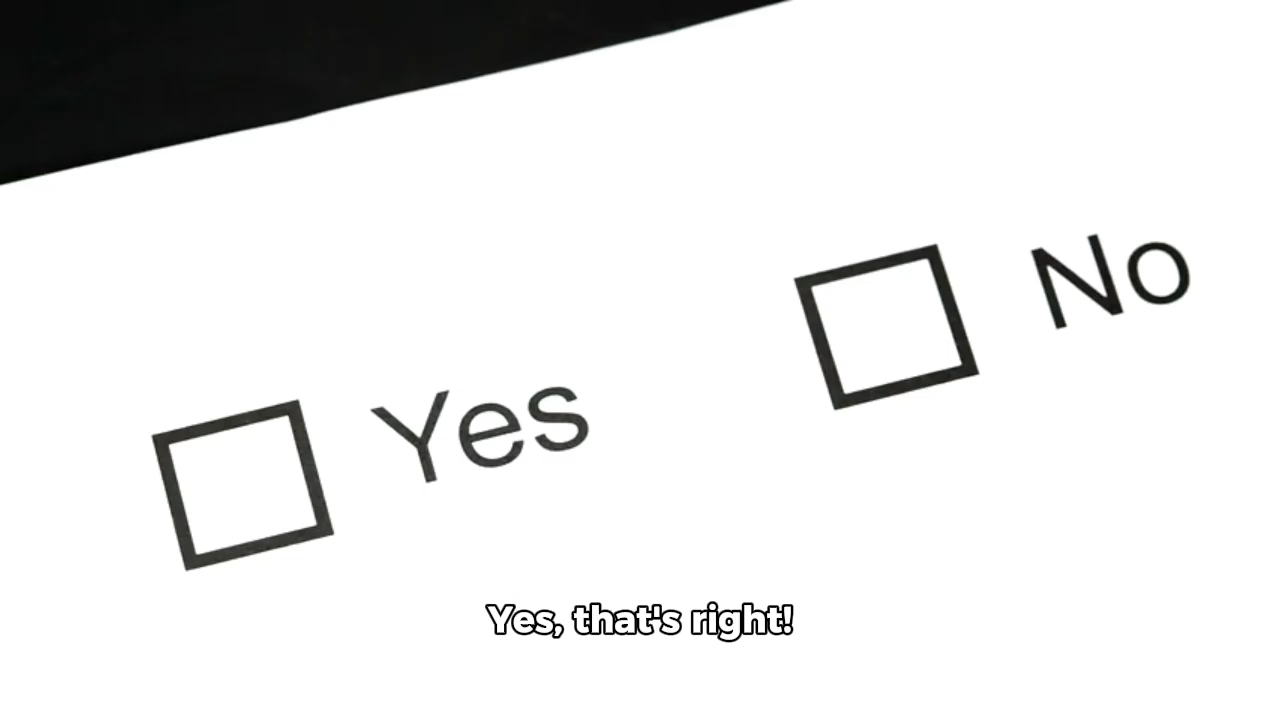 Yes
No
Yes, that's right!